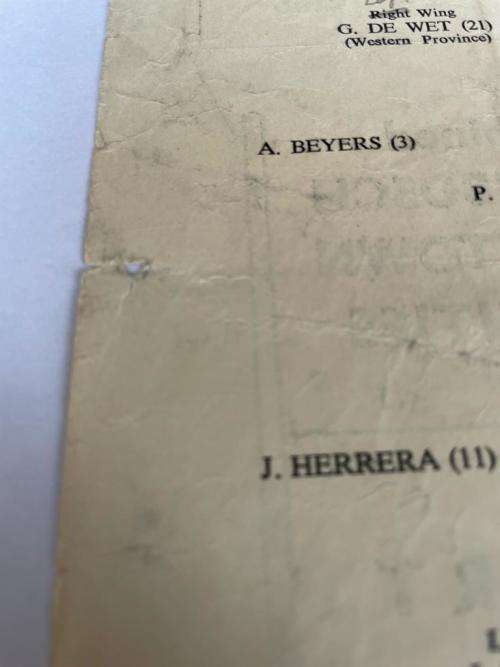 Right Wing
G. DE WET (21)
(Western Province)
A. BEYERS (3)
P.
J. HERRERA (11)